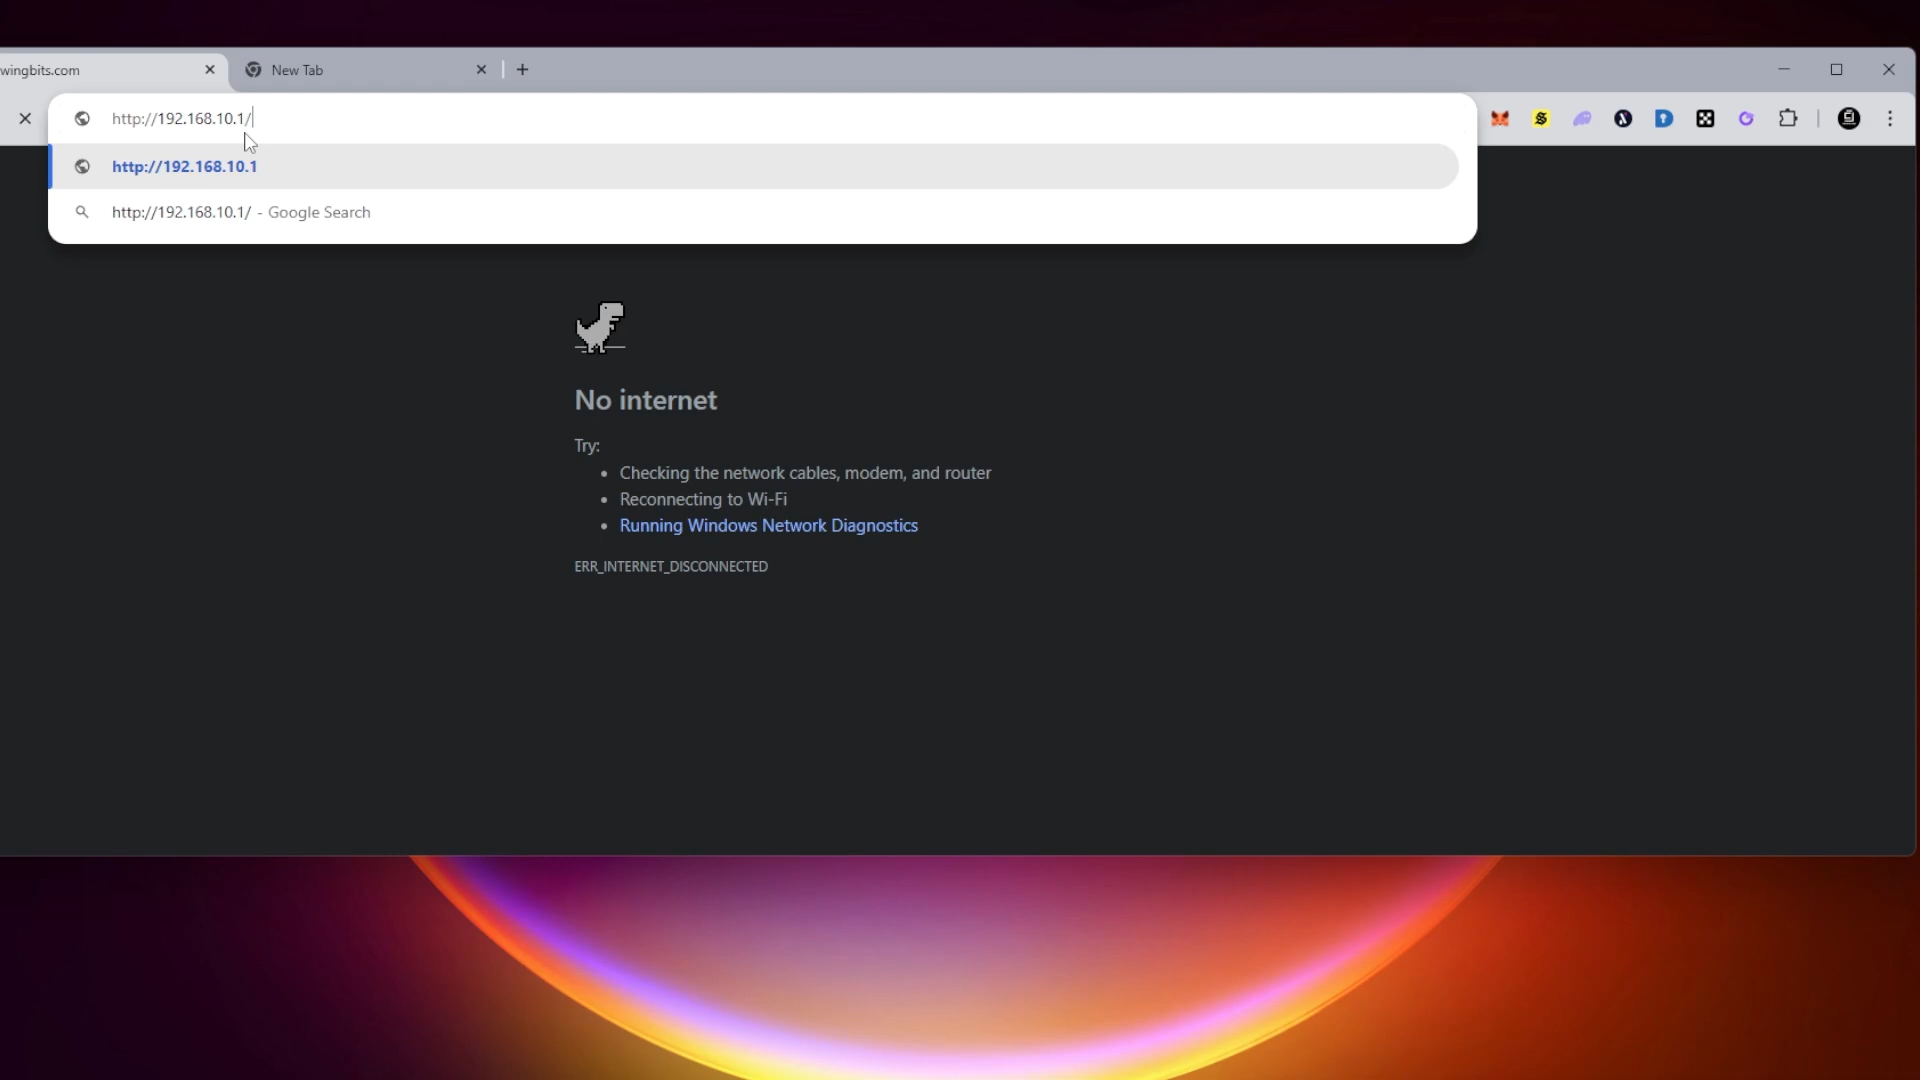 wingbits.com
New Tab
http://192.168.10.1/
http://192.168.10.1
http://192.168.10.1/ - Google Search
No internet
Try:
Checking the network cables, modem, and router
Reconnecting to Wi-Fi
Running Windows Network Diagnostics
ERR_INTERNET_DISCONNECTED